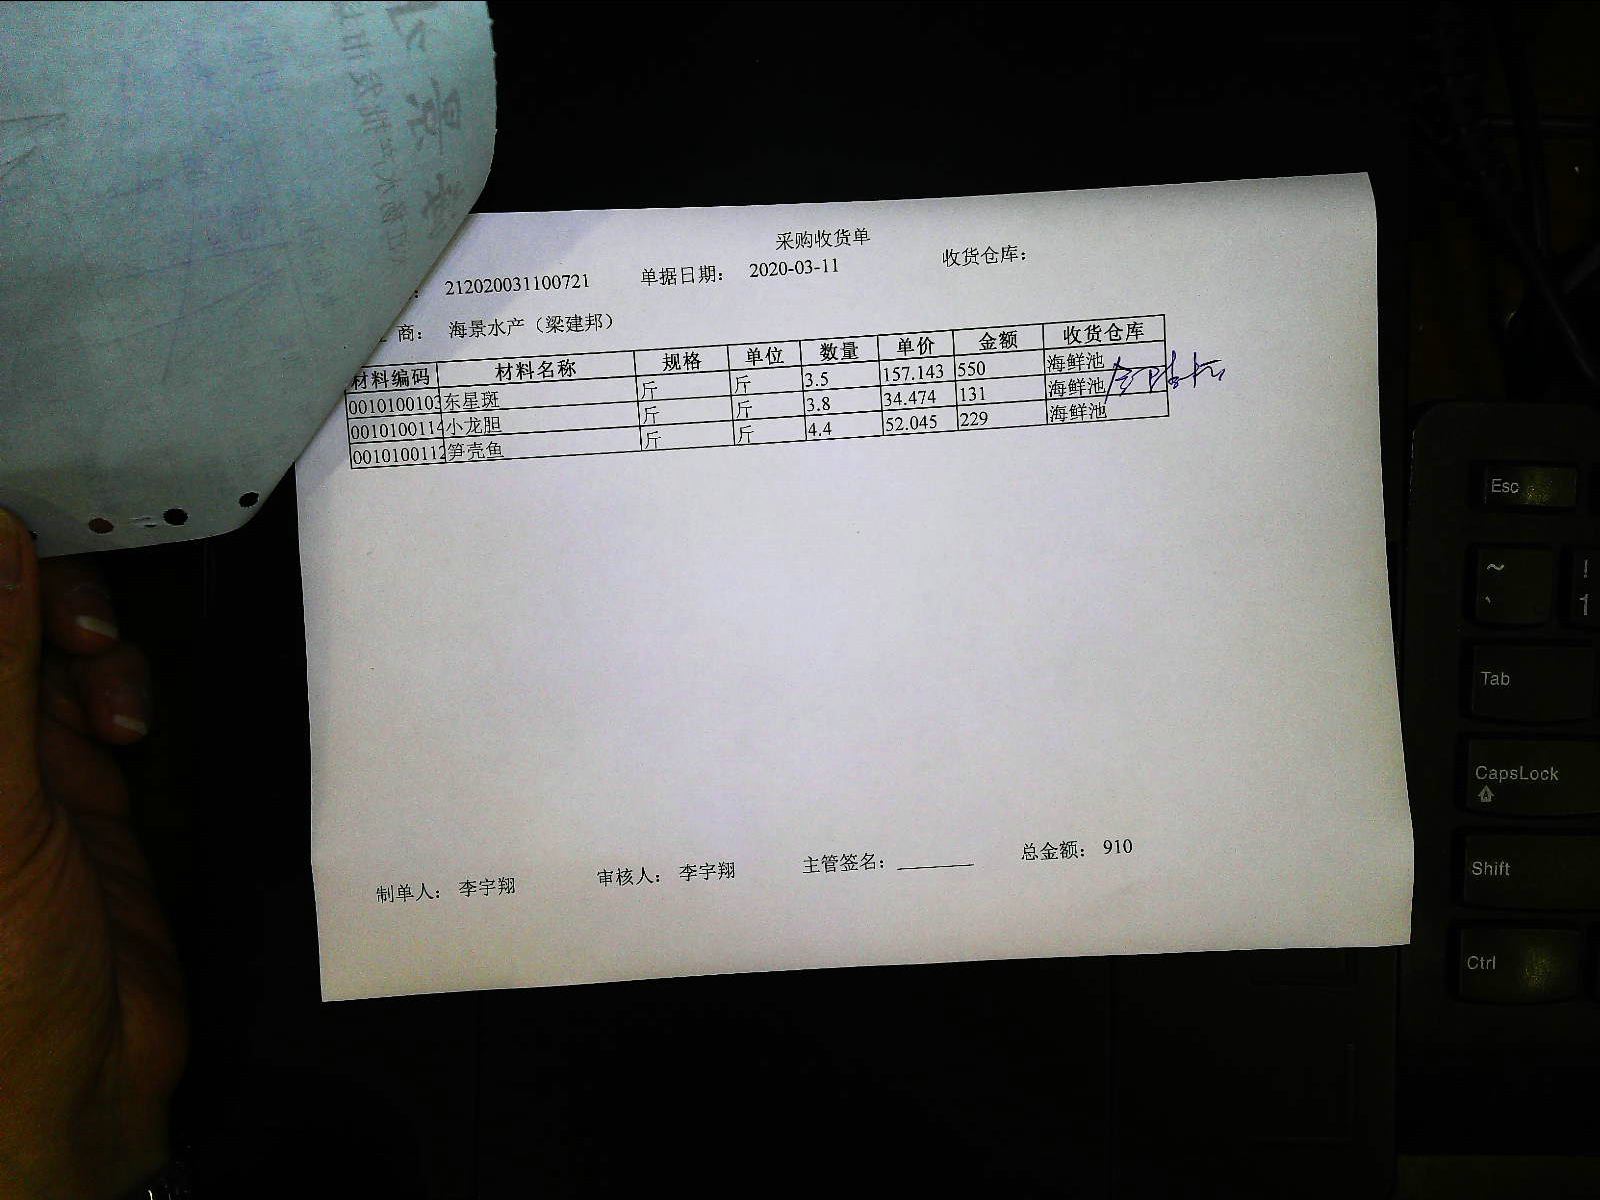 采购收货单
: 212020031100721 单据日期: 2020-03-11 收货仓库:
商: 海景水产（梁建邦）
材料编码 材料名称 规格 单位 数量 单价 金额 收货仓库
0010100103 东星斑 斤 斤 3.5 157.143 550 海鲜池
0010100114 小龙胆 斤 斤 3.8 34.474 131 海鲜池
0010100112 笋壳鱼 斤 斤 4.4 52.045 229 海鲜池
制单人: 李宇翔 审核人: 李宇翔 主管签名: 总金额: 910
Esc
~ !
` 1
Tab
CapsLock
Shift
Ctrl